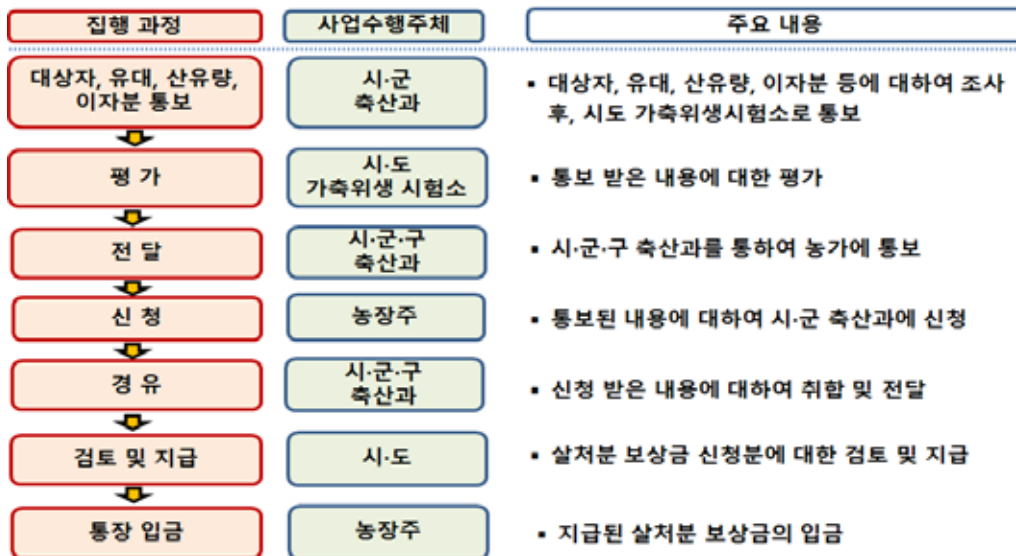 집행 과정
사업수행주체
주요 내용
대상자, 유대, 산유량,
이자분 통보
시·군
축산과
▪ 대상자, 유대, 산유량, 이자분 등에 대하여 조사
후, 시도 가축위생시험소로 통보
평 가
시·도
가축위생 시험소
▪ 통보 받은 내용에 대한 평가
전 달
시·군·구
축산과
▪ 시·군·구 축산과를 통하여 농가에 통보
신 청
농장주
▪ 통보된 내용에 대하여 시·군 축산과에 신청
경 유
시·군·구
축산과
▪ 신청 받은 내용에 대하여 취합 및 전달
검토 및 지급
시·도
▪ 살처분 보상금 신청분에 대한 검토 및 지급
통장 입금
농장주
▪ 지급된 살처분 보상금의 입금